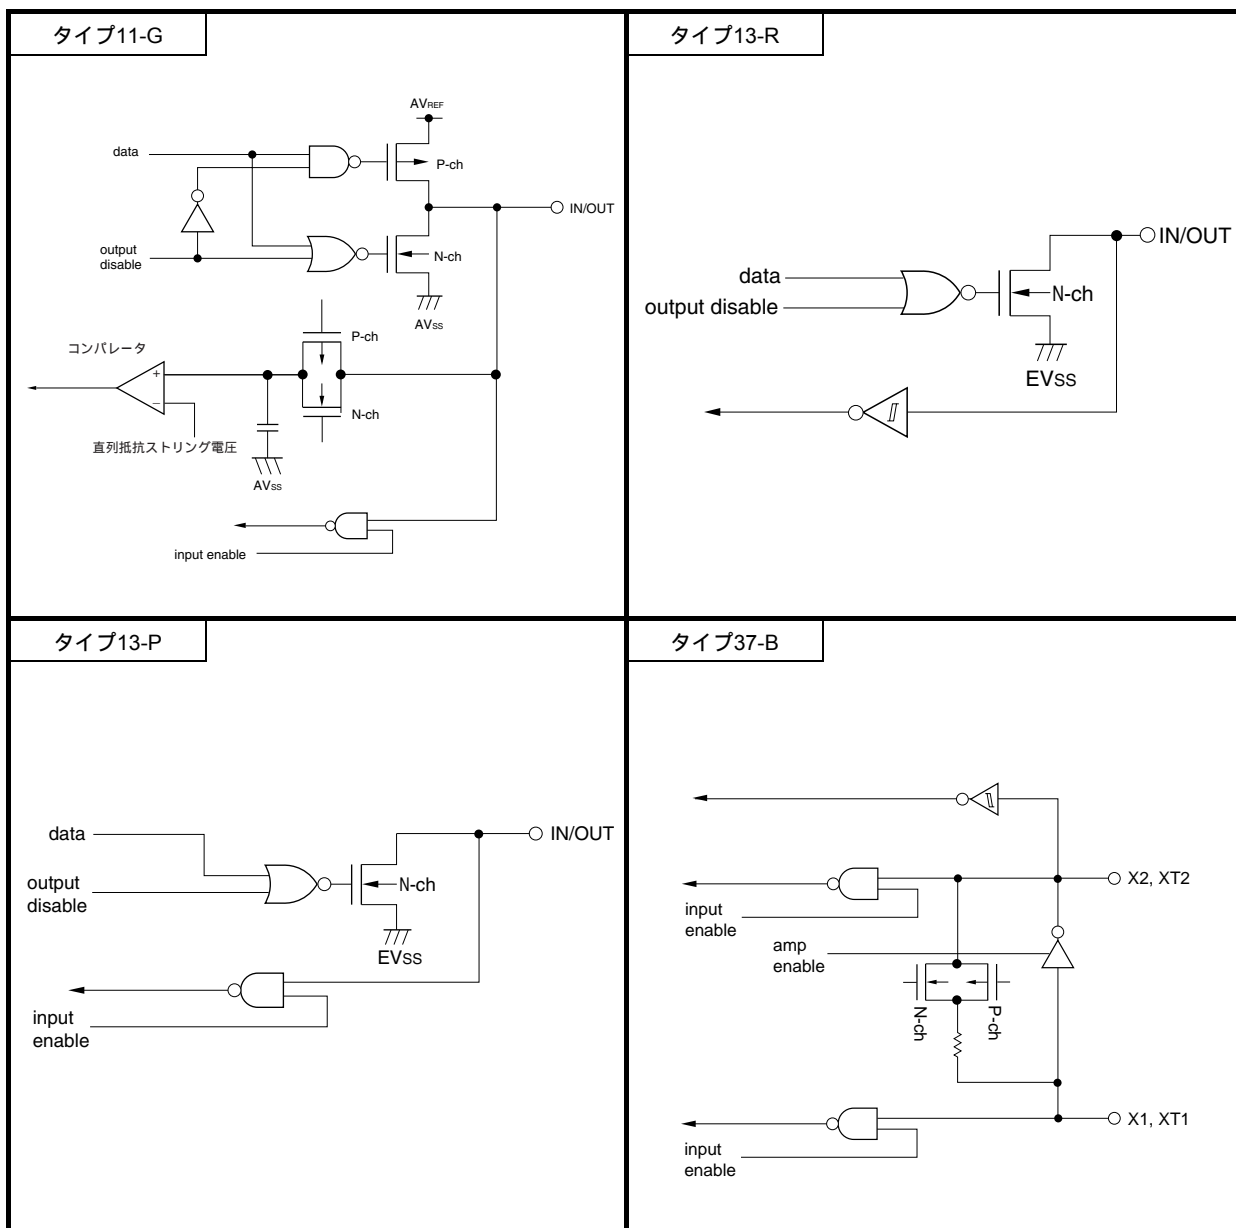 タイプ11-G
AVREF
data
P-ch
IN/OUT
output
disable
N-ch
AVss
P-ch
コンパレータ
+
−
N-ch
直列抵抗ストリング電圧
AVss
input enable
タイプ13-R
IN/OUT
data
output disable
N-ch
EVss
タイプ13-P
data
IN/OUT
output
disable
N-ch
EVss
input
enable
タイプ37-B
X2, XT2
input
enable
amp
enable
N-ch
P-ch
X1, XT1
input
enable